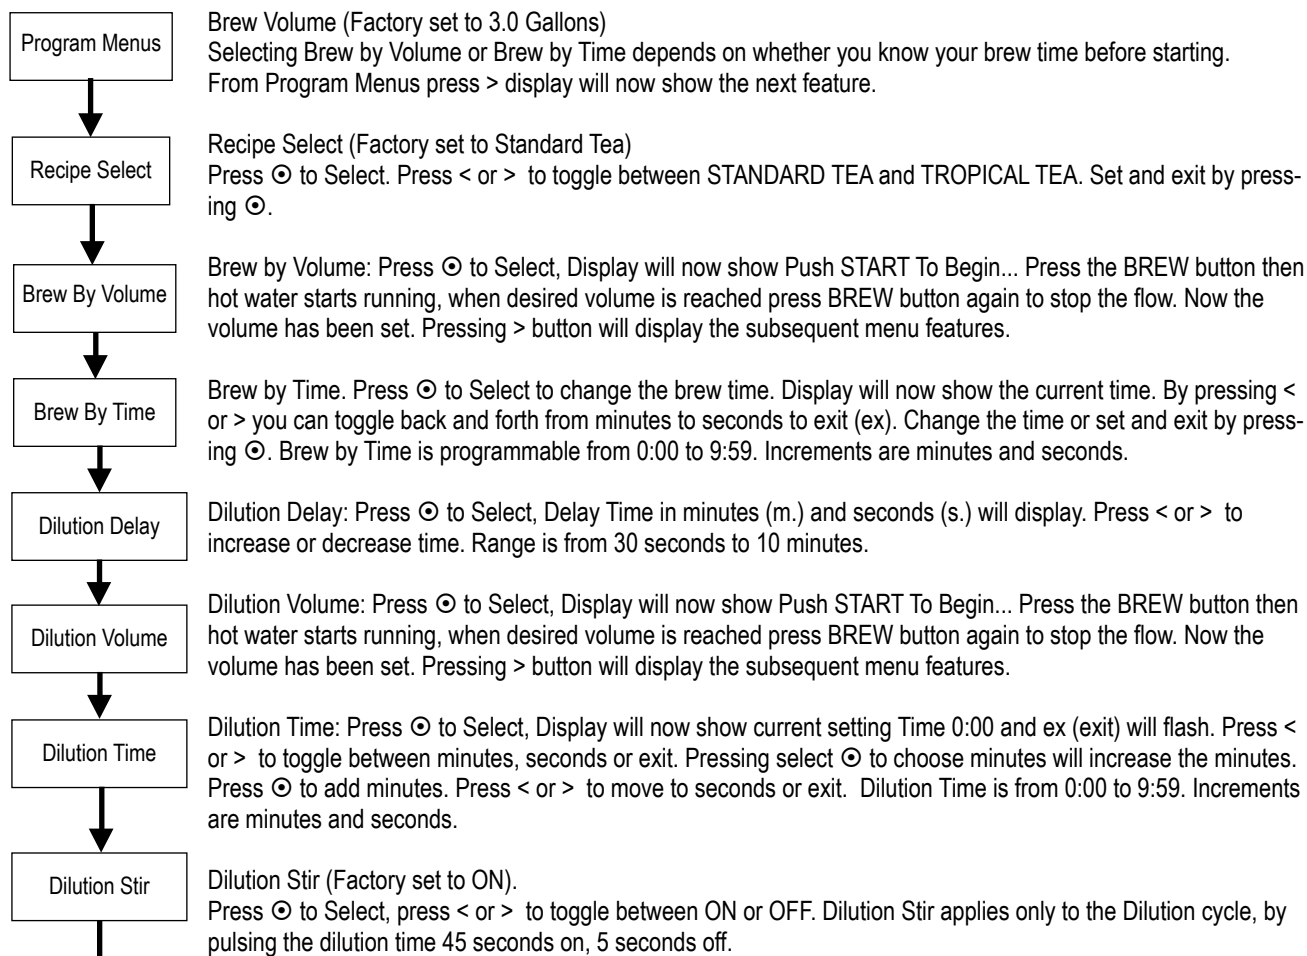 Program Menus
Brew Volume (Factory set to 3.0 Gallons)
Selecting Brew by Volume or Brew by Time depends on whether you know your brew time before starting.
From Program Menus press > display will now show the next feature.
Recipe Select
Recipe Select (Factory set to Standard Tea)
Press ⊙ to Select. Press < or > to toggle between STANDARD TEA and TROPICAL TEA. Set and exit by press-
ing ⊙.
Brew By Volume
Brew by Volume: Press ⊙ to Select, Display will now show Push START To Begin... Press the BREW button then
hot water starts running, when desired volume is reached press BREW button again to stop the flow. Now the
volume has been set. Pressing > button will display the subsequent menu features.
Brew By Time
Brew by Time. Press ⊙ to Select to change the brew time. Display will now show the current time. By pressing <
or > you can toggle back and forth from minutes to seconds to exit (ex). Change the time or set and exit by press-
ing ⊙. Brew by Time is programmable from 0:00 to 9:59. Increments are minutes and seconds.
Dilution Delay
Dilution Delay: Press ⊙ to Select, Delay Time in minutes (m.) and seconds (s.) will display. Press < or > to
increase or decrease time. Range is from 30 seconds to 10 minutes.
Dilution Volume
Dilution Volume: Press ⊙ to Select, Display will now show Push START To Begin... Press the BREW button then
hot water starts running, when desired volume is reached press BREW button again to stop the flow. Now the
volume has been set. Pressing > button will display the subsequent menu features.
Dilution Time
Dilution Time: Press ⊙ to Select, Display will now show current setting Time 0:00 and ex (exit) will flash. Press <
or > to toggle between minutes, seconds or exit. Pressing select ⊙ to choose minutes will increase the minutes.
Press ⊙ to add minutes. Press < or > to move to seconds or exit. Dilution Time is from 0:00 to 9:59. Increments
are minutes and seconds.
Dilution Stir
Dilution Stir (Factory set to ON).
Press ⊙ to Select, press < or > to toggle between ON or OFF. Dilution Stir applies only to the Dilution cycle, by
pulsing the dilution time 45 seconds on, 5 seconds off.